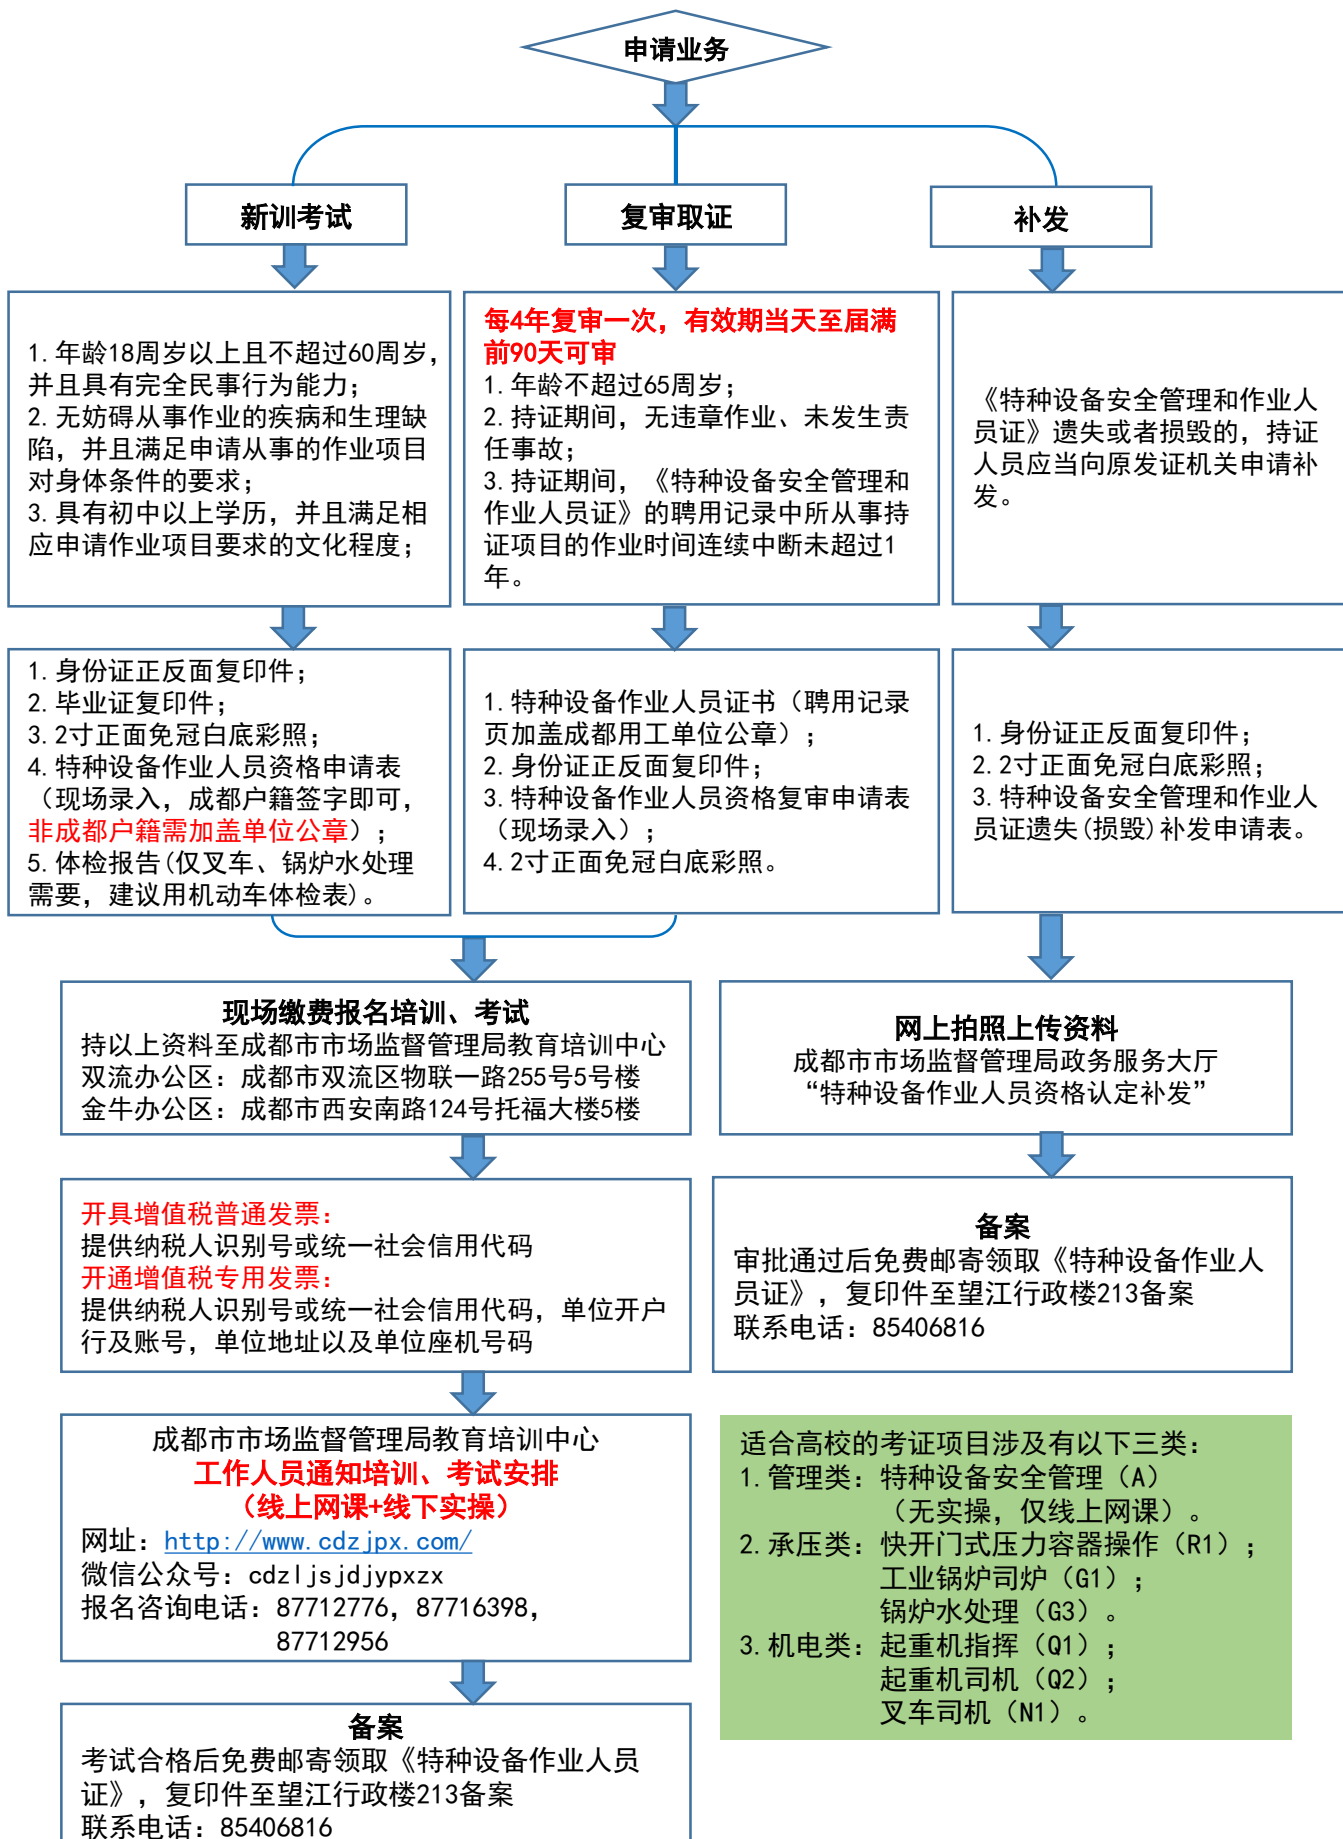 申请业务
新训考试
复审取证
补发
1.年龄18周岁以上且不超过60周岁，
并且具有完全民事行为能力；
2.无妨碍从事作业的疾病和生理缺
陷，并且满足申请从事的作业项目
对身体条件的要求；
3.具有初中以上学历，并且满足相
应申请作业项目要求的文化程度；
每4年复审一次，有效期当天至届满
前90天可审
1.年龄不超过65周岁；
2.持证期间，无违章作业、未发生责
任事故；
3.持证期间，《特种设备安全管理和
作业人员证》的聘用记录中所从事持
证项目的作业时间连续中断未超过1
年。
《特种设备安全管理和作业人
员证》遗失或者损毁的，持证
人员应当向原发证机关申请补
发。
1.身份证正反面复印件；
2.毕业证复印件；
3.2寸正面免冠白底彩照；
4.特种设备作业人员资格申请表
（现场录入，成都户籍签字即可，
非成都户籍需加盖单位公章）；
5.体检报告(仅叉车、锅炉水处理
需要，建议用机动车体检表)。
1.特种设备作业人员证书（聘用记录
页加盖成都用工单位公章）；
2.身份证正反面复印件；
3.特种设备作业人员资格复审申请表
（现场录入）；
4.2寸正面免冠白底彩照。
1.身份证正反面复印件；
2.2寸正面免冠白底彩照；
3.特种设备安全管理和作业人
员证遗失(损毁)补发申请表。
现场缴费报名培训、考试
持以上资料至成都市市场监督管理局教育培训中心
双流办公区：成都市双流区物联一路255号5号楼
金牛办公区：成都市西安南路124号托福大楼5楼
网上拍照上传资料
成都市市场监督管理局政务服务大厅
“特种设备作业人员资格认定补发”
开具增值税普通发票：
提供纳税人识别号或统一社会信用代码
开通增值税专用发票：
提供纳税人识别号或统一社会信用代码，单位开户
行及账号，单位地址以及单位座机号码
备案
审批通过后免费邮寄领取《特种设备作业人
员证》，复印件至望江行政楼213备案
联系电话：85406816
成都市市场监督管理局教育培训中心
工作人员通知培训、考试安排
（线上网课+线下实操）
网址：http://www.cdzjpx.com/
微信公众号：cdzljsjdjypxzx
报名咨询电话：87712776，87716398，
87712956
适合高校的考证项目涉及有以下三类：
1.管理类：特种设备安全管理（A）
（无实操，仅线上网课）。
2.承压类：快开门式压力容器操作（R1）；
工业锅炉司炉（G1）；
锅炉水处理（G3）。
3.机电类：起重机指挥（Q1）；
起重机司机（Q2）；
叉车司机（N1）。
备案
考试合格后免费邮寄领取《特种设备作业人员
证》，复印件至望江行政楼213备案
联系电话：85406816